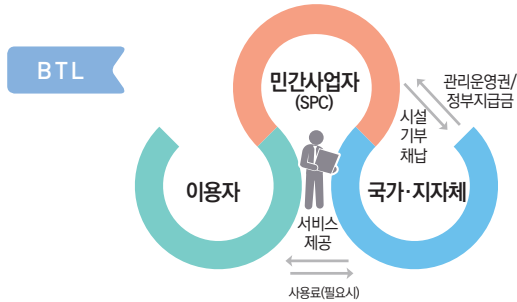 BTL
민간사업자
(SPC)
관리운영권/
정부지급금
시설
기부
채납
이용자
국가·지자체
서비스
제공
사용료(필요시)